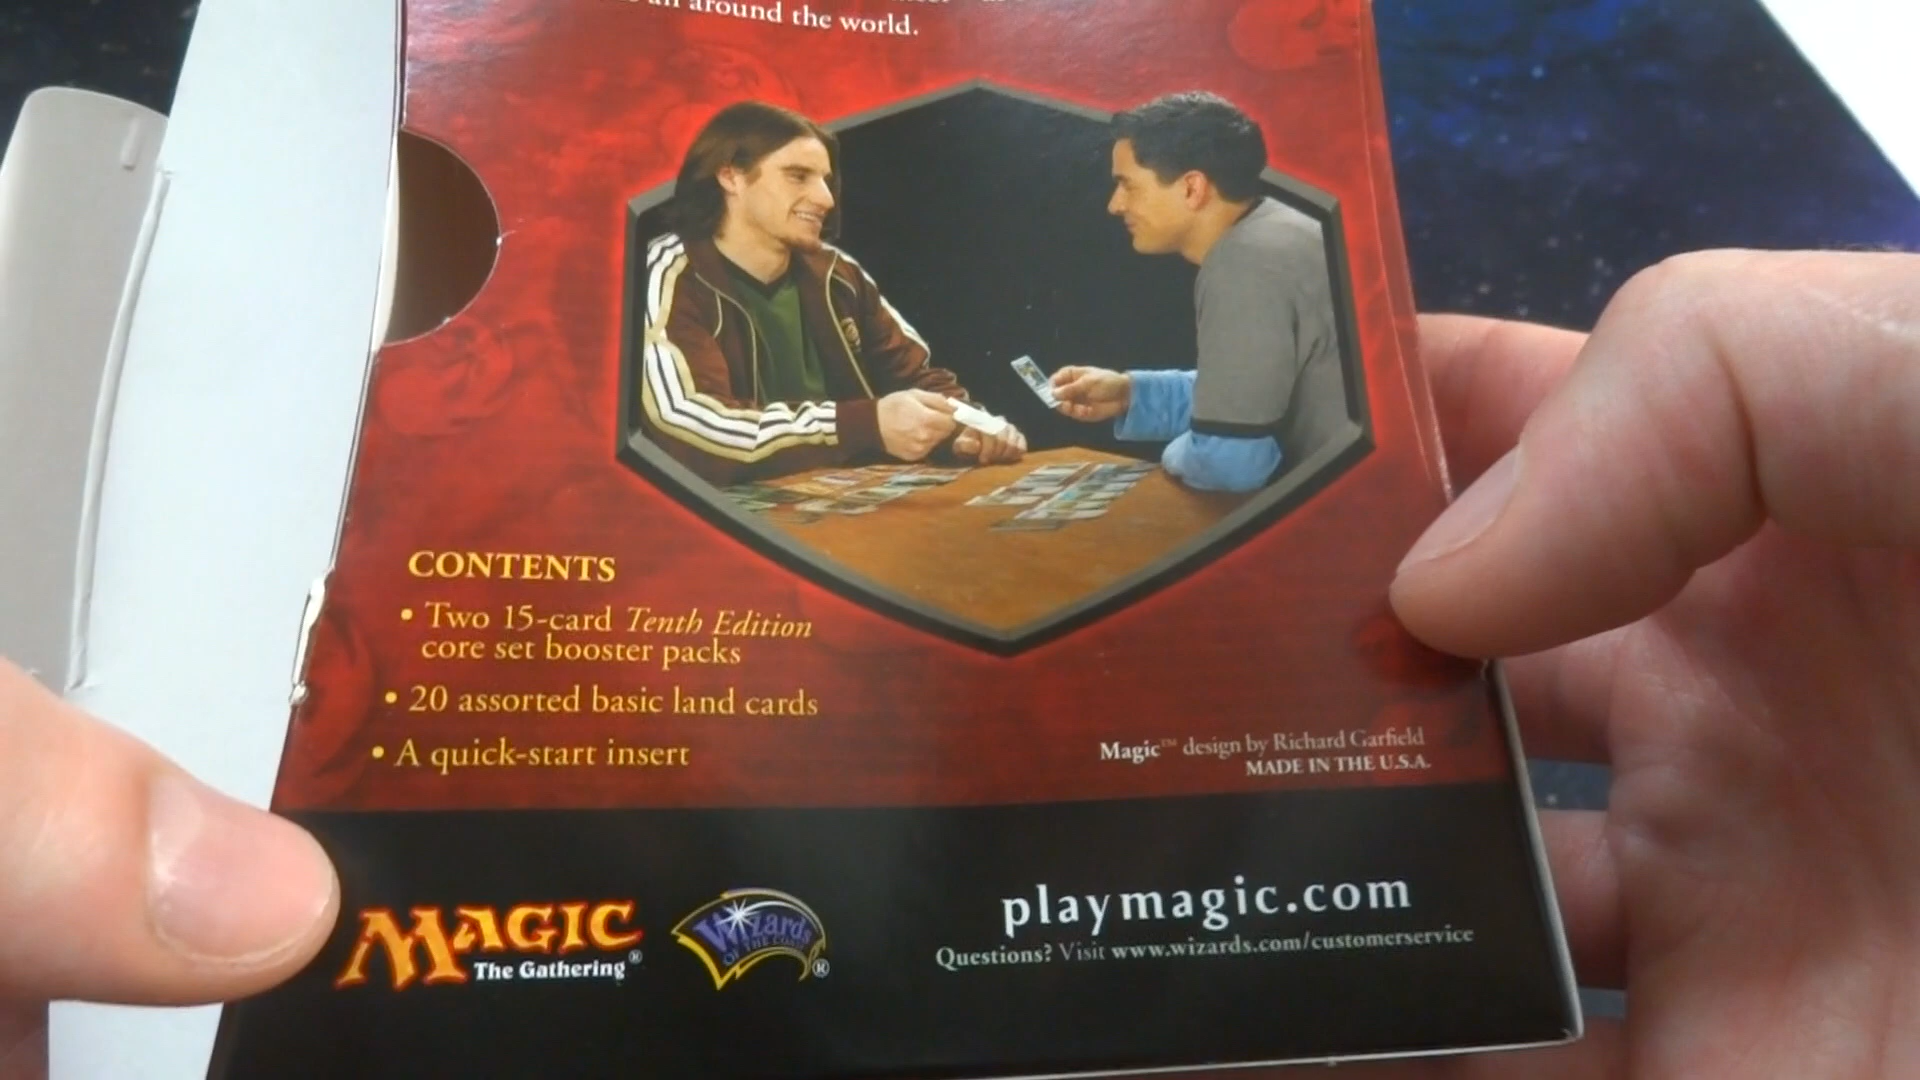 around the world.
CONTENTS
• Two 15-card Tenth Edition
core set booster packs
• 20 assorted basic land cards
• A quick-start insert
Magic™ design by Richard Garfield
MADE IN THE U.S.A.
MAGIC
The Gathering®
Wizards
OF THE COAST
®
playmagic.com
Questions? Visit www.wizards.com/customerservice